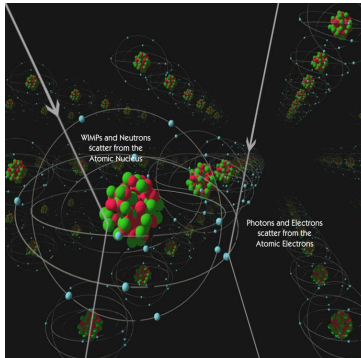 WIMPs and Neutrons
scatter from the
Atomic Nucleus
Photons and Electrons
scatter from the
Atomic Electrons